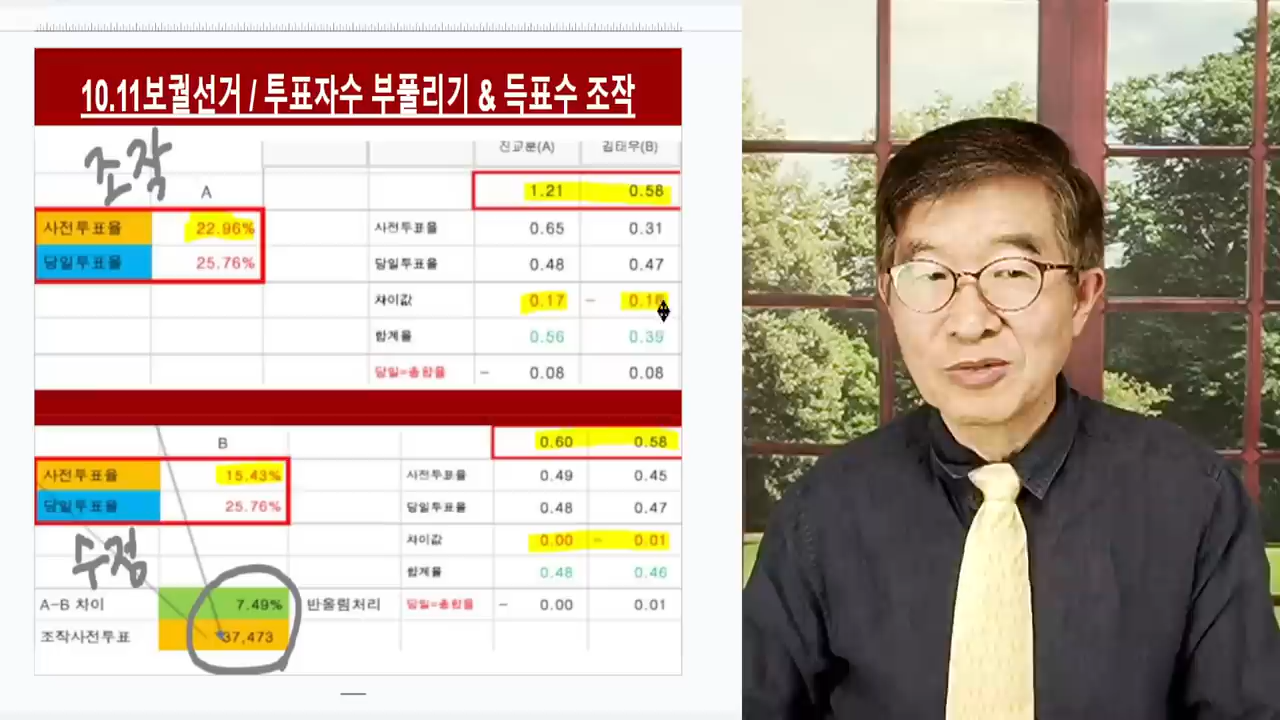 10.11보궐선거 / 투표자수 부풀리기 & 득표수 조작
조작
진교훈(A) 김태우(B)
A 1.21 0.58
사전투표율 22.96% 사전투표율 0.65 0.31
당일투표율 25.76% 당일투표율 0.48 0.47
차이값 0.17 - 0.16
합계율 0.56 0.39
당일=총합율 - 0.08 0.08
B 0.60 0.58
사전투표율 15.43% 사전투표율 0.49 0.45
당일투표율 25.76% 당일투표율 0.48 0.47
수정
차이값 0.00 - 0.01
합계율 0.48 0.46
A-B 차이 7.49% 반올림처리 당일=총합율 - 0.00 0.01
조작사전투표 37,473